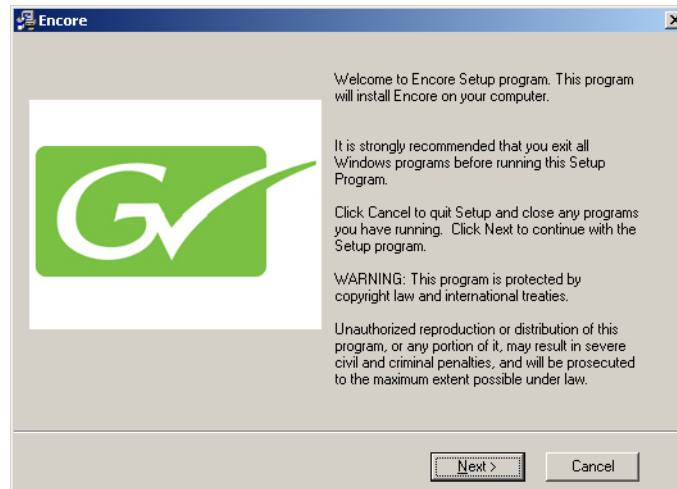 Encore
Welcome to Encore Setup program. This program
will install Encore on your computer.
It is strongly recommended that you exit all
Windows programs before running this Setup
Program.
Click Cancel to quit Setup and close any programs
you have running. Click Next to continue with the
Setup program.
WARNING: This program is protected by
copyright law and international treaties.
Unauthorized reproduction or distribution of this
program, or any portion of it, may result in severe
civil and criminal penalties, and will be prosecuted
to the maximum extent possible under law.
GV
Next >
Cancel